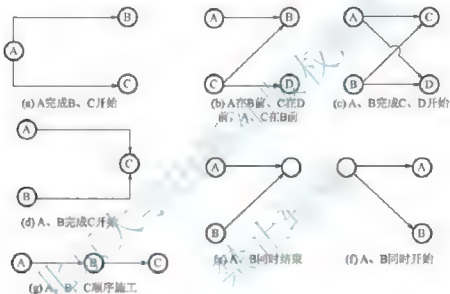 A
B
C
(a) A完成B、C开始
A
B
C
D
(b) A在B前、C在D
前，A、C在B前
A
C
B
D
(c) A、B完成C、D开始
A
C
B
(d) A、B完成C开始
A
B
(e) A、B同时结束
A
B
(f) A、B同时开始
A
B
C
(g) A、B、C顺序施工